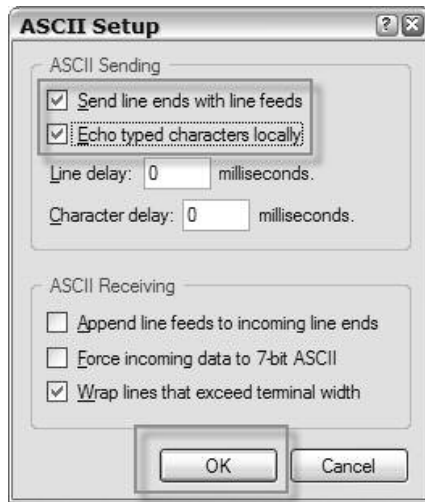 ASCII Setup
ASCII Sending
Send line ends with line feeds
Echo typed characters locally
Line delay: 0 milliseconds.
Character delay: 0 milliseconds.
ASCII Receiving
Append line feeds to incoming line ends
Force incoming data to 7-bit ASCII
Wrap lines that exceed terminal width
OK Cancel